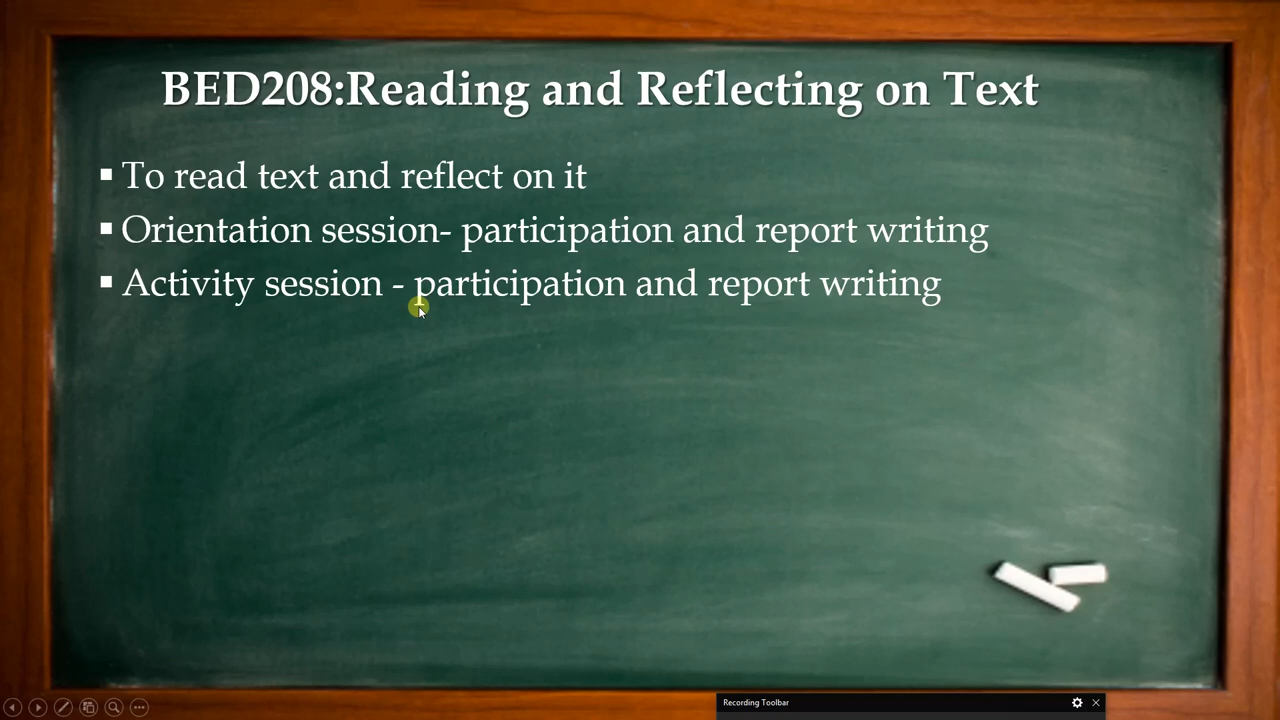 BED208:Reading and Reflecting on Text
▪ To read text and reflect on it
▪ Orientation session- participation and report writing
▪ Activity session - participation and report writing
Recording Toolbar